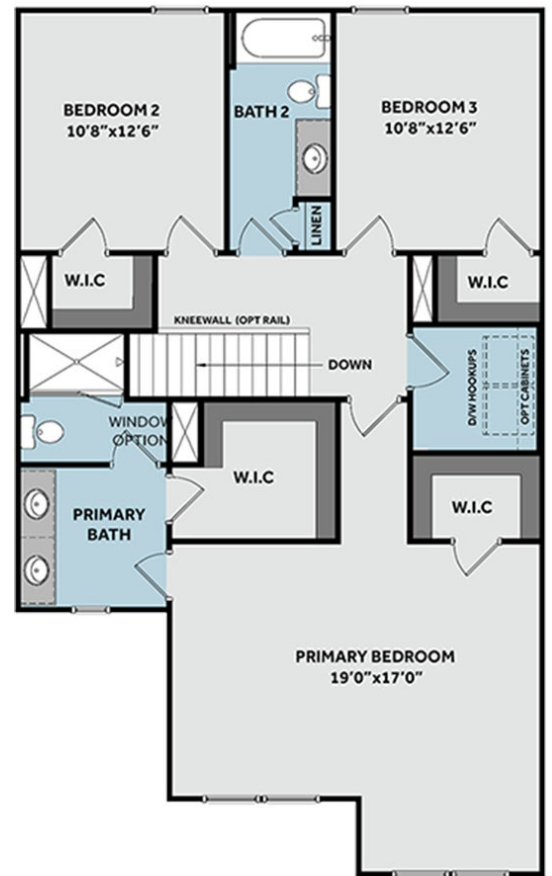 BEDROOM 2
10'8"x12'6"
BATH 2
BEDROOM 3
10'8"x12'6"
LINEN
W.I.C
W.I.C
KNEEWALL (OPT RAIL)
DOWN
D/W HOOKUPS
OPT CABINETS
WINDOW
OPTION
W.I.C
W.I.C
PRIMARY
BATH
PRIMARY BEDROOM
19'0"x17'0"